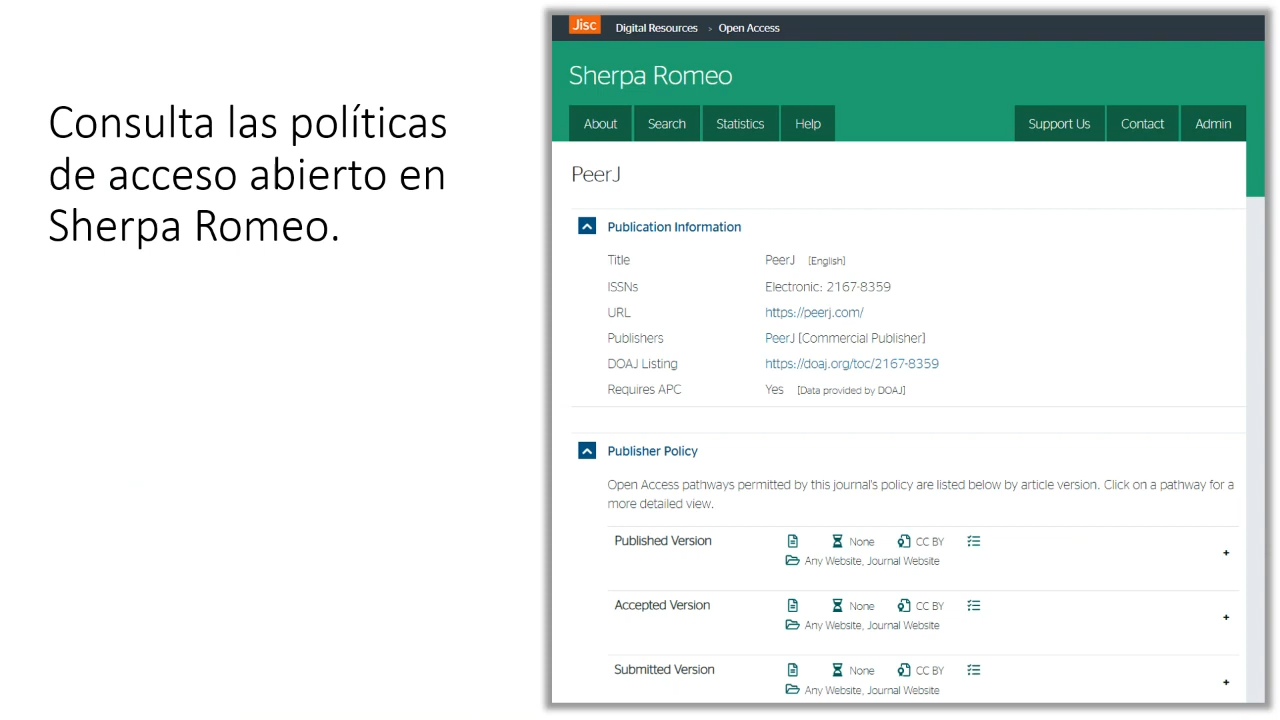 Consulta las políticas
de acceso abierto en
Sherpa Romeo.
Jisc Digital Resources > Open Access
Sherpa Romeo
About Search Statistics Help Support Us Contact Admin
PeerJ
Publication Information
Title PeerJ [English]
ISSNs Electronic: 2167-8359
URL https://peerj.com/
Publishers PeerJ [Commercial Publisher]
DOAJ Listing https://doaj.org/toc/2167-8359
Requires APC Yes [Data provided by DOAJ]
Publisher Policy
Open Access pathways permitted by this journal's policy are listed below by article version. Click on a pathway for a
more detailed view.
Published Version None CC BY
Any Website, Journal Website
+
Accepted Version None CC BY
Any Website, Journal Website
+
Submitted Version None CC BY
Any Website, Journal Website
+